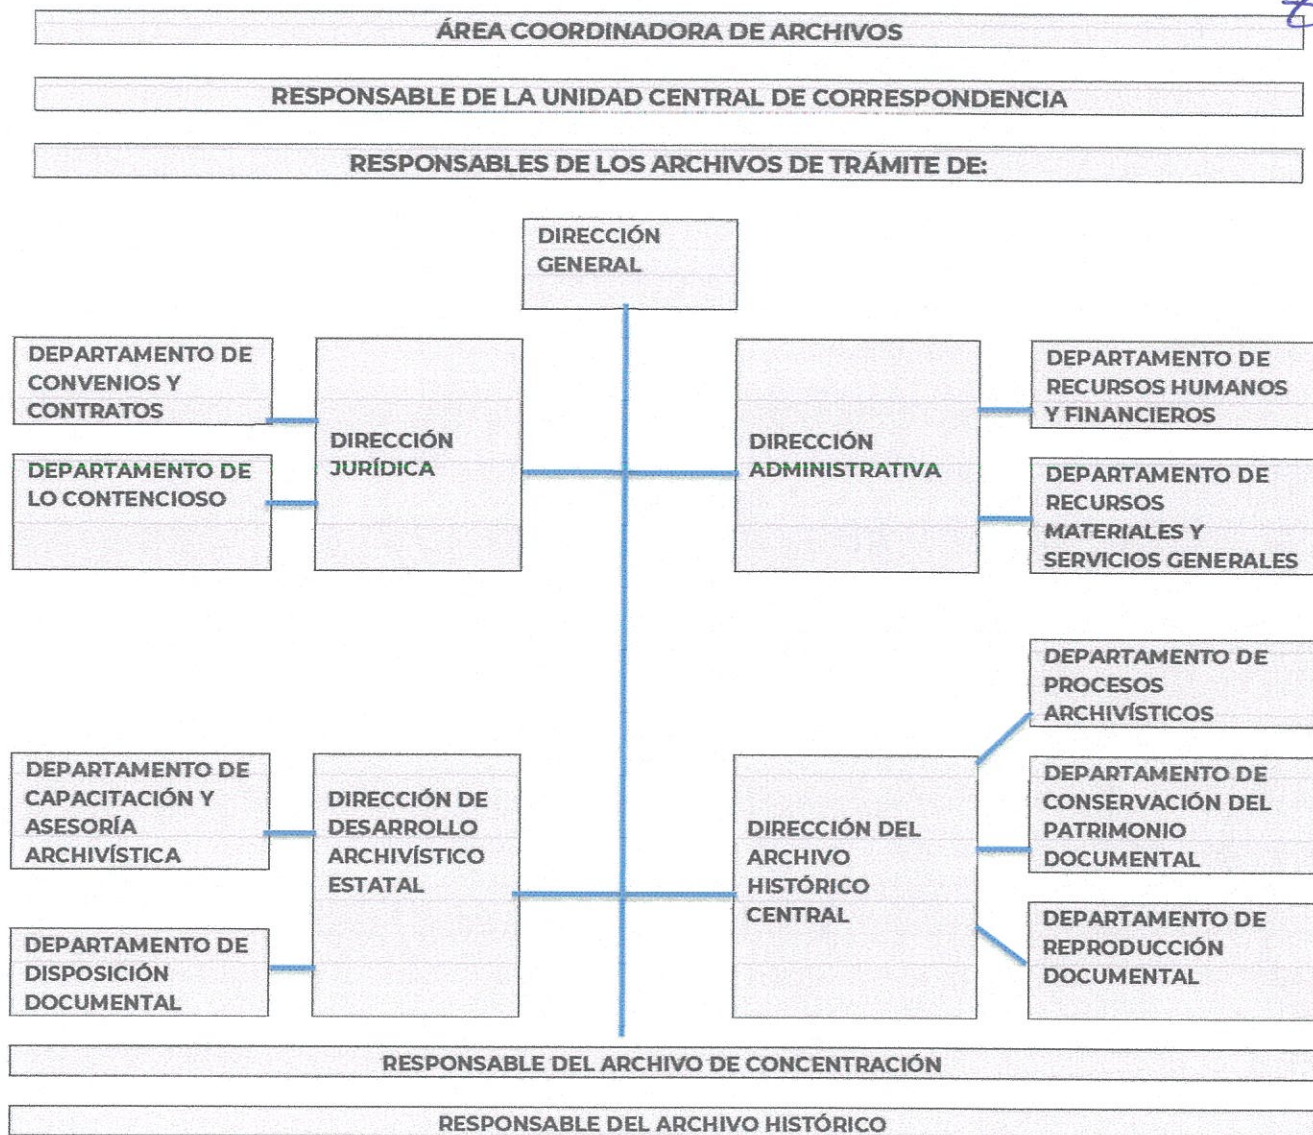 ÁREA COORDINADORA DE ARCHIVOS
RESPONSABLE DE LA UNIDAD CENTRAL DE CORRESPONDENCIA
RESPONSABLES DE LOS ARCHIVOS DE TRÁMITE DE:
DIRECCIÓN
GENERAL
DEPARTAMENTO DE
CONVENIOS Y
CONTRATOS
DEPARTAMENTO DE
LO CONTENCIOSO
DIRECCIÓN
JURÍDICA
DIRECCIÓN
ADMINISTRATIVA
DEPARTAMENTO DE
RECURSOS HUMANOS
Y FINANCIEROS
DEPARTAMENTO DE
RECURSOS
MATERIALES Y
SERVICIOS GENERALES
DEPARTAMENTO DE
CAPACITACIÓN Y
ASESORÍA
ARCHIVÍSTICA
DEPARTAMENTO DE
DISPOSICIÓN
DOCUMENTAL
DIRECCIÓN DE
DESARROLLO
ARCHIVÍSTICO
ESTATAL
DIRECCIÓN DEL
ARCHIVO
HISTÓRICO
CENTRAL
DEPARTAMENTO DE
PROCESOS
ARCHIVÍSTICOS
DEPARTAMENTO DE
CONSERVACIÓN DEL
PATRIMONIO
DOCUMENTAL
DEPARTAMENTO DE
REPRODUCCIÓN
DOCUMENTAL
RESPONSABLE DEL ARCHIVO DE CONCENTRACIÓN
RESPONSABLE DEL ARCHIVO HISTÓRICO